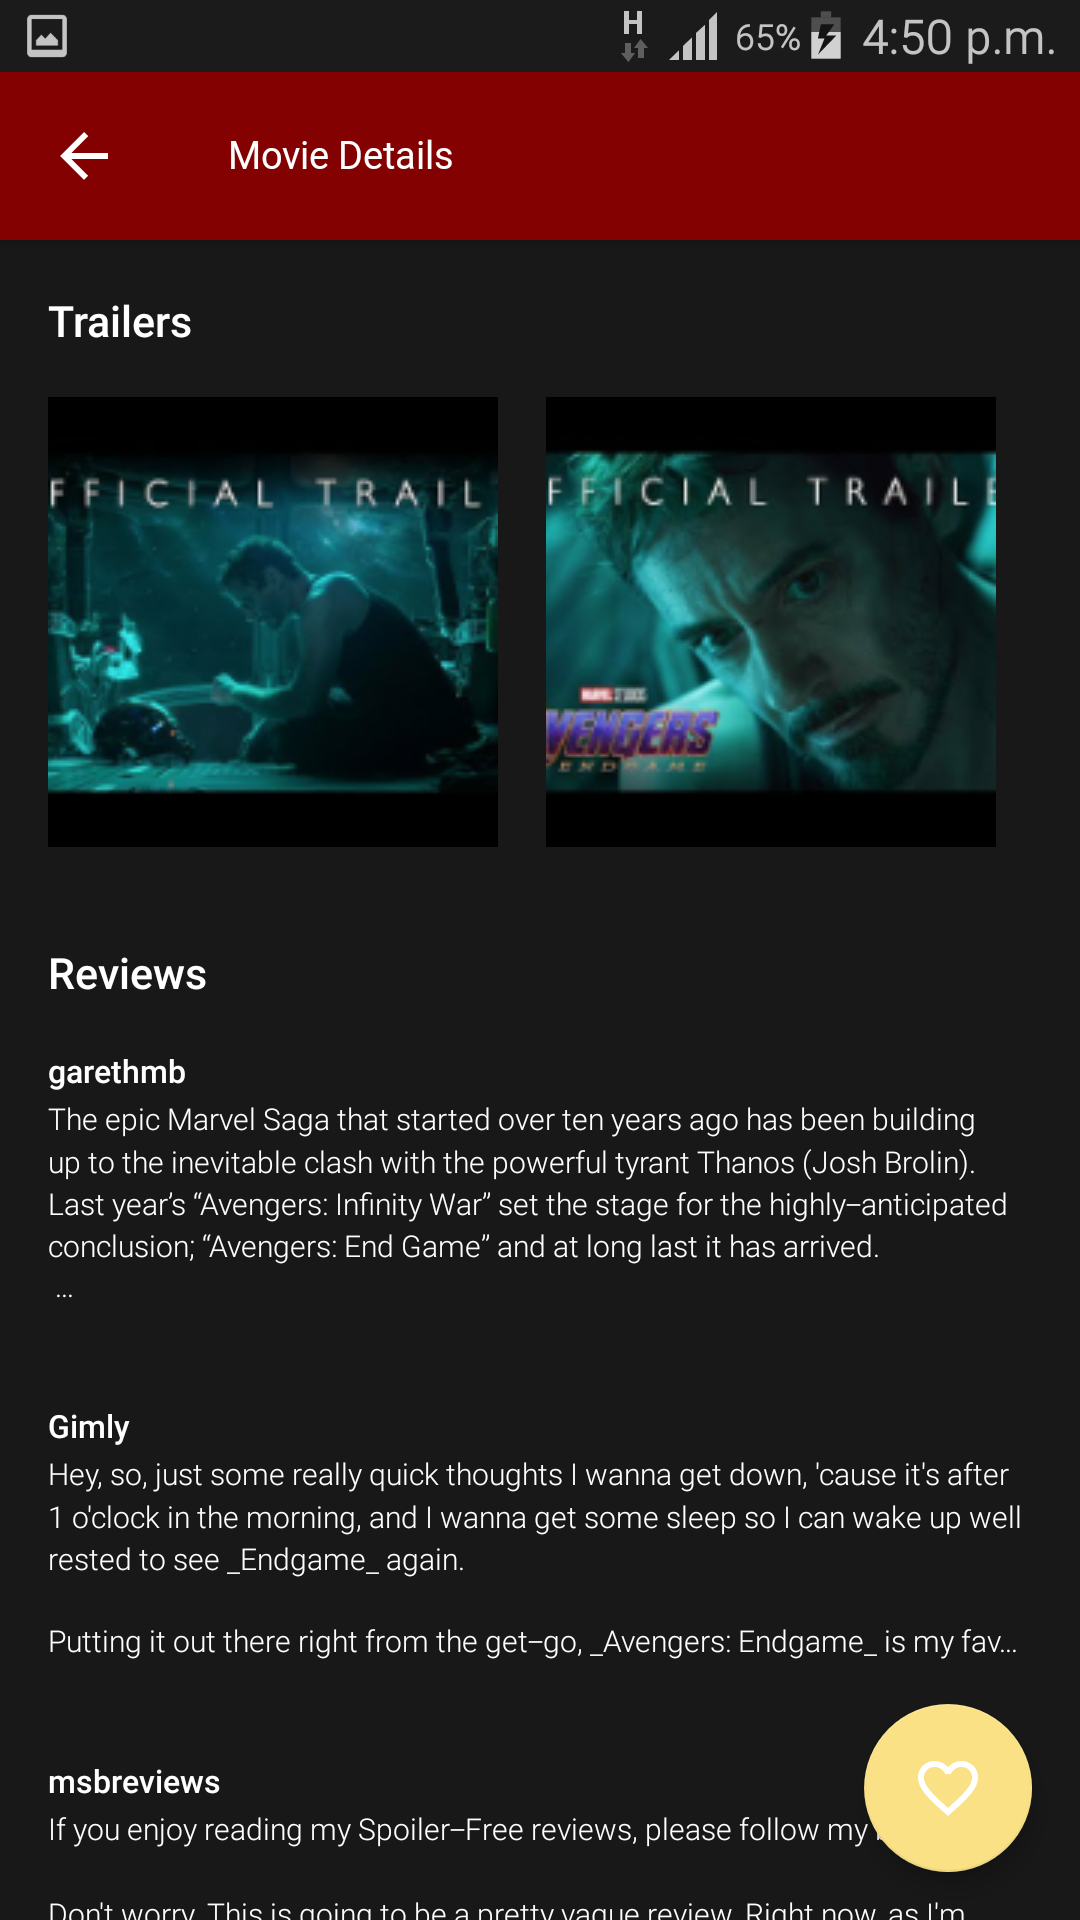 H 65% 4:50 p.m.
Movie Details
Trailers
FFICIAL TRAIL
FFICIAL TRAILE
MARVEL STUDIOS
VENGERS
ENDGAME
Reviews
garethmb
The epic Marvel Saga that started over ten years ago has been building
up to the inevitable clash with the powerful tyrant Thanos (Josh Brolin).
Last year’s “Avengers: Infinity War” set the stage for the highly-anticipated
conclusion; “Avengers: End Game” and at long last it has arrived.
...
Gimly
Hey, so, just some really quick thoughts I wanna get down, 'cause it's after
1 o'clock in the morning, and I wanna get some sleep so I can wake up well
rested to see _Endgame_ again.
Putting it out there right from the get-go, _Avengers: Endgame_ is my fav...
msbreviews
If you enjoy reading my Spoiler-Free reviews, please follow my
Don't worry. This is going to be a pretty vague review. Right now, as I'm